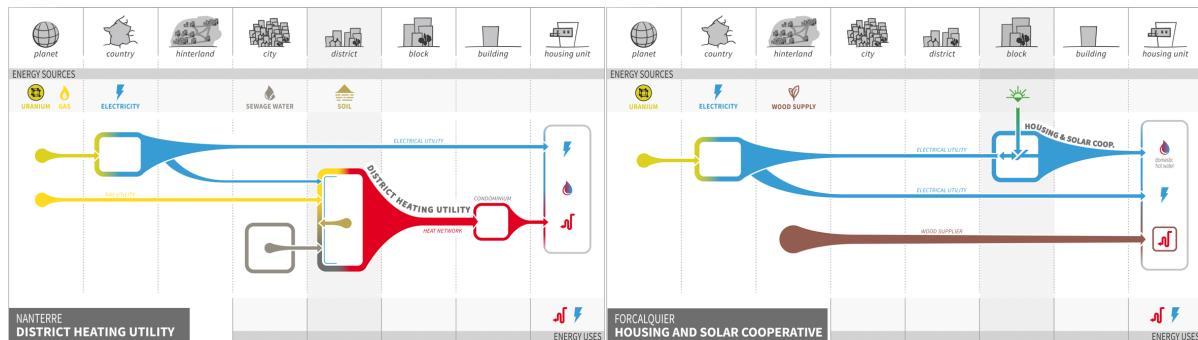 planet country hinterland city district block building housing unit
ENERGY SOURCES
URANIUM GAS ELECTRICITY SEWAGE WATER SOIL
ELECTRICAL UTILITY
GAS UTILITY
DISTRICT HEATING UTILITY
CONDOMINIUM
HEAT NETWORK
NANTERRE
DISTRICT HEATING UTILITY
ENERGY USES
planet country hinterland city district block building housing unit
ENERGY SOURCES
URANIUM ELECTRICITY WOOD SUPPLY
HOUSING & SOLAR COOP.
ELECTRICAL UTILITY
domestic
hot water
ELECTRICAL UTILITY
WOOD SUPPLIER
FORCALQUIER
HOUSING AND SOLAR COOPERATIVE
ENERGY USES